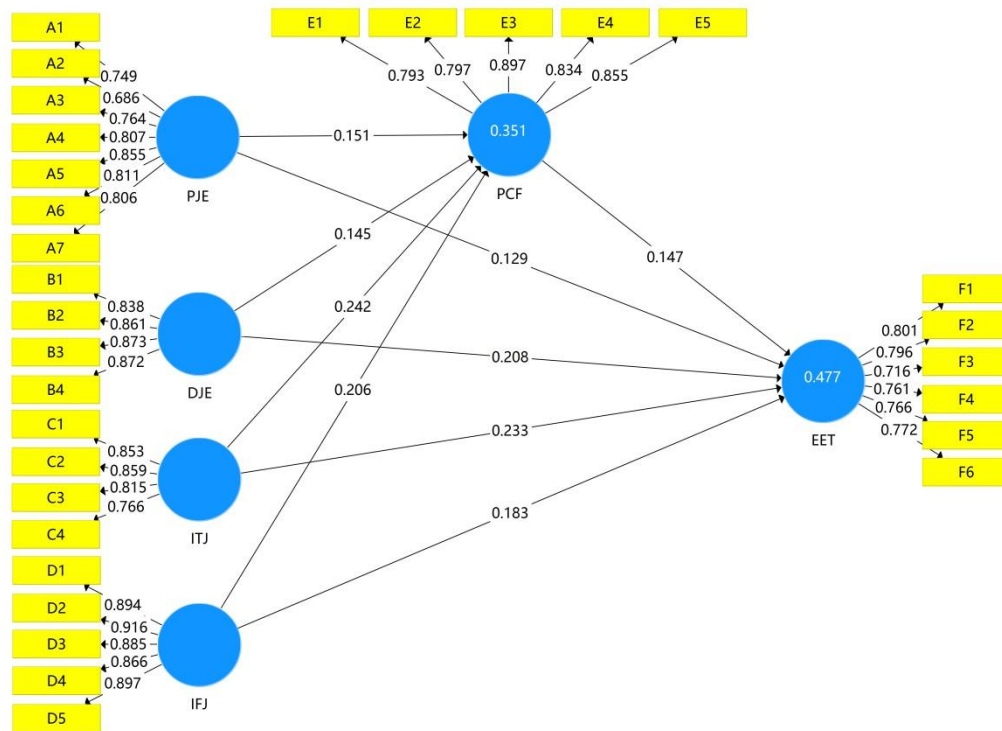 E1 E2 E3 E4 E5
0.793 0.797 0.897 0.834 0.855
A1
A2
A3
A4
A5
A6
A7
0.749
0.686
0.764
0.807
0.855
0.811
0.806
PJE
0.151
0.351
PCF
B1
B2
B3
B4
0.838
0.861
0.873
0.872
DJE
0.145
0.129
0.147
0.242
0.208
0.206
C1
C2
C3
C4
0.853
0.859
0.815
0.766
ITJ
0.233
D1
D2
D3
D4
D5
0.894
0.916
0.885
0.866
0.897
IFJ
0.183
0.477
EET
0.801
0.796
0.716
0.761
0.766
0.772
F1
F2
F3
F4
F5
F6